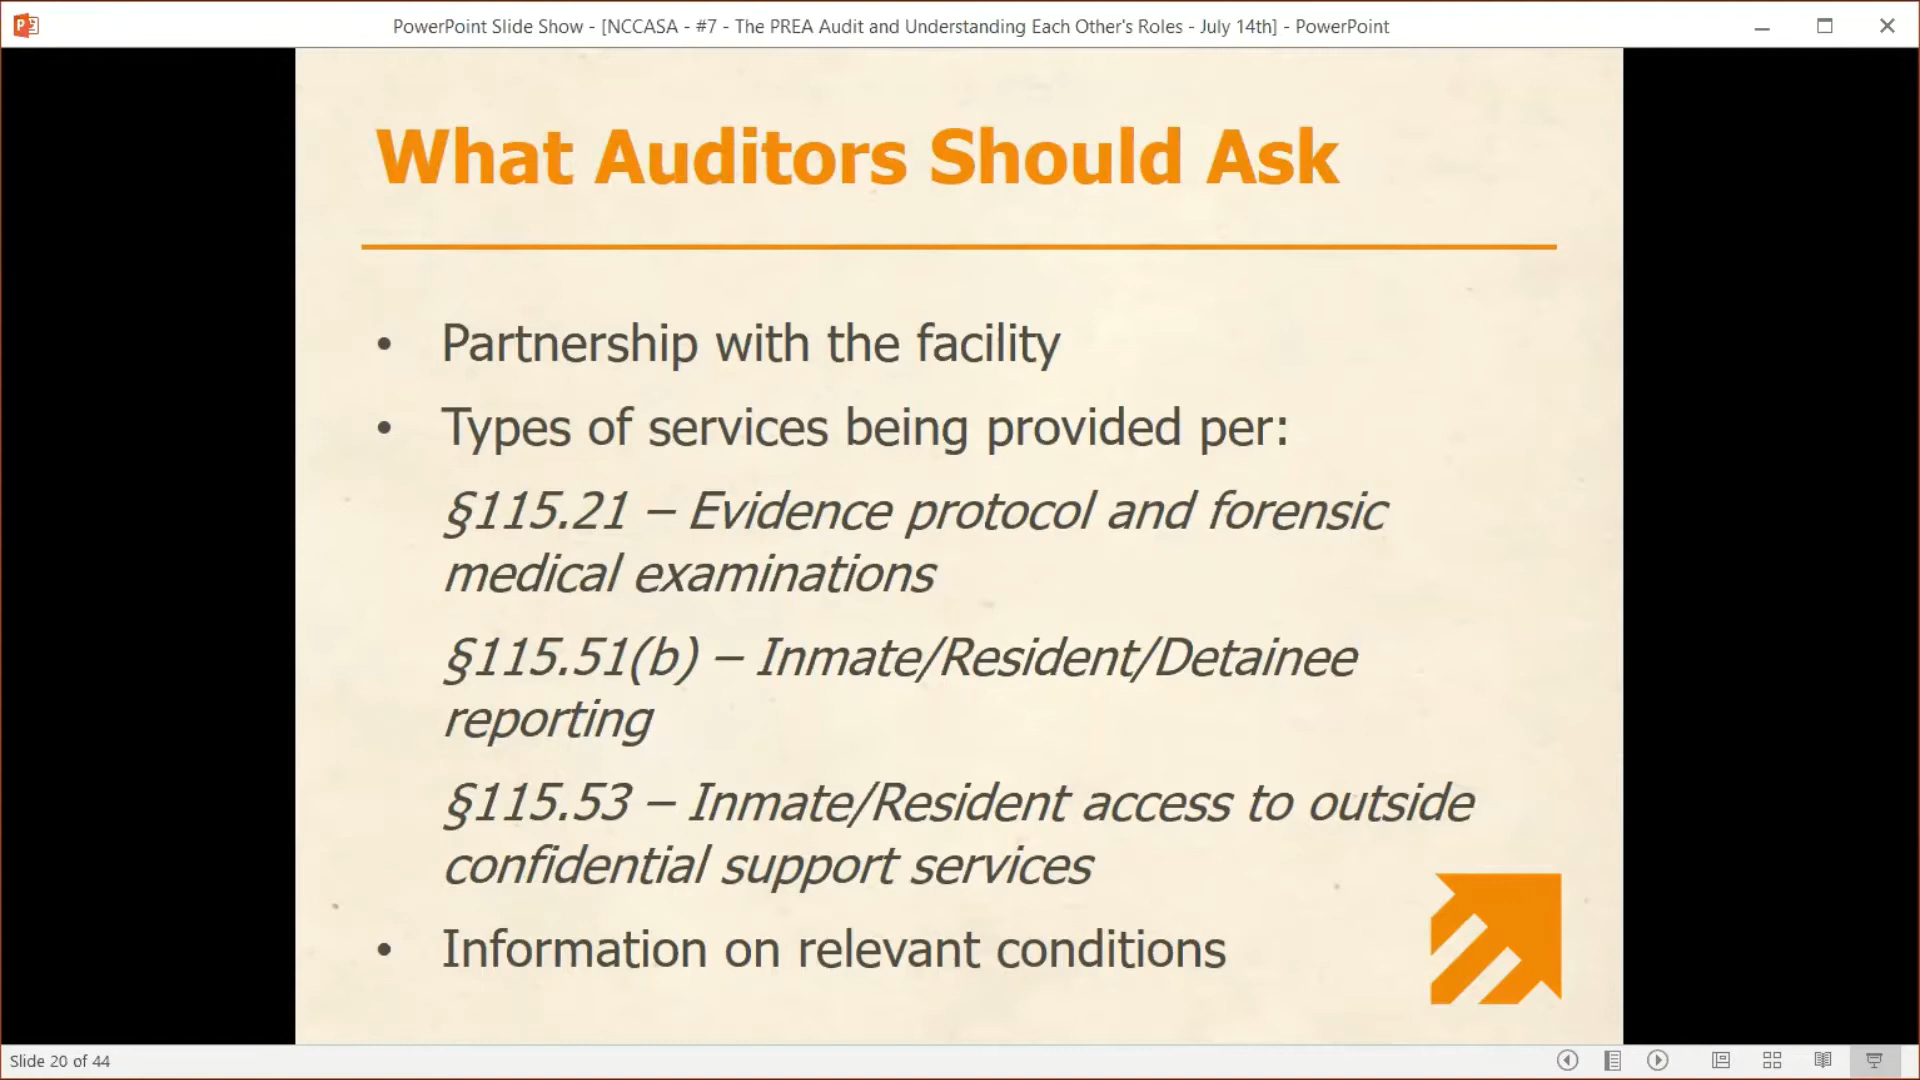 PowerPoint Slide Show - [NCCASA - #7 - The PREA Audit and Understanding Each Other's Roles - July 14th] - PowerPoint
What Auditors Should Ask
• Partnership with the facility
• Types of services being provided per:
§115.21 – Evidence protocol and forensic
medical examinations
§115.51(b) – Inmate/Resident/Detainee
reporting
§115.53 – Inmate/Resident access to outside
confidential support services
• Information on relevant conditions
Slide 20 of 44